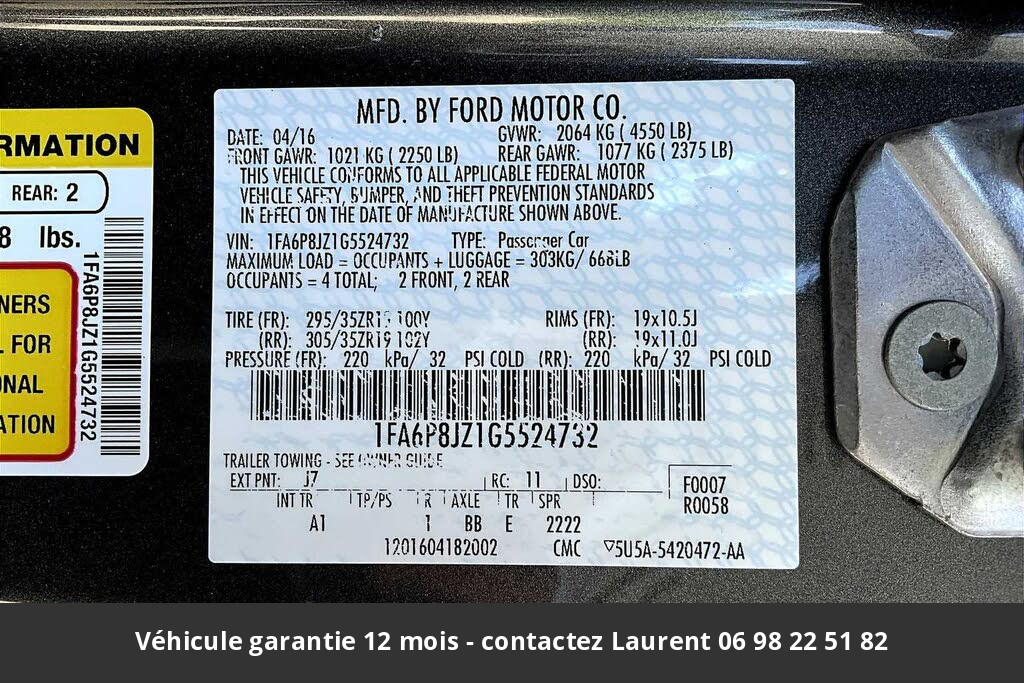 RMATION
REAR: 2
8 lbs.
NERS
L FOR
ONAL
ATION
1FA6P8JZ1G5524732
MFD. BY FORD MOTOR CO.
DATE: 04/16 GVWR: 2064 KG ( 4550 LB)
FRONT GAWR: 1021 KG ( 2250 LB) REAR GAWR: 1077 KG ( 2375 LB)
THIS VEHICLE CONFORMS TO ALL APPLICABLE FEDERAL MOTOR
VEHICLE SAFETY, BUMPER, AND THEFT PREVENTION STANDARDS
IN EFFECT ON THE DATE OF MANUFACTURE SHOWN ABOVE.
VIN: 1FA6P8JZ1G5524732 TYPE: Passenger Car
MAXIMUM LOAD = OCCUPANTS + LUGGAGE = 303KG/ 668LB
OCCUPANTS = 4 TOTAL; 2 FRONT, 2 REAR
TIRE (FR): 295/35ZR19 100Y RIMS (FR): 19x10.5J
(RR): 305/35ZR19 102Y (RR): 19x11.0J
PRESSURE (FR): 220 kPa/ 32 PSI COLD (RR): 220 kPa/ 32 PSI COLD
1FA6P8JZ1G5524732
TRAILER TOWING - SEE OWNER GUIDE
EXT PNT: J7 RC: 11 DSO: F0007
INT TR TP/PS R AXLE TR SPR R0058
A1 1 BB E 2222
1201604182002 CMC ▽5U5A-5420472-AA
Véhicule garantie 12 mois - contactez Laurent 06 98 22 51 82